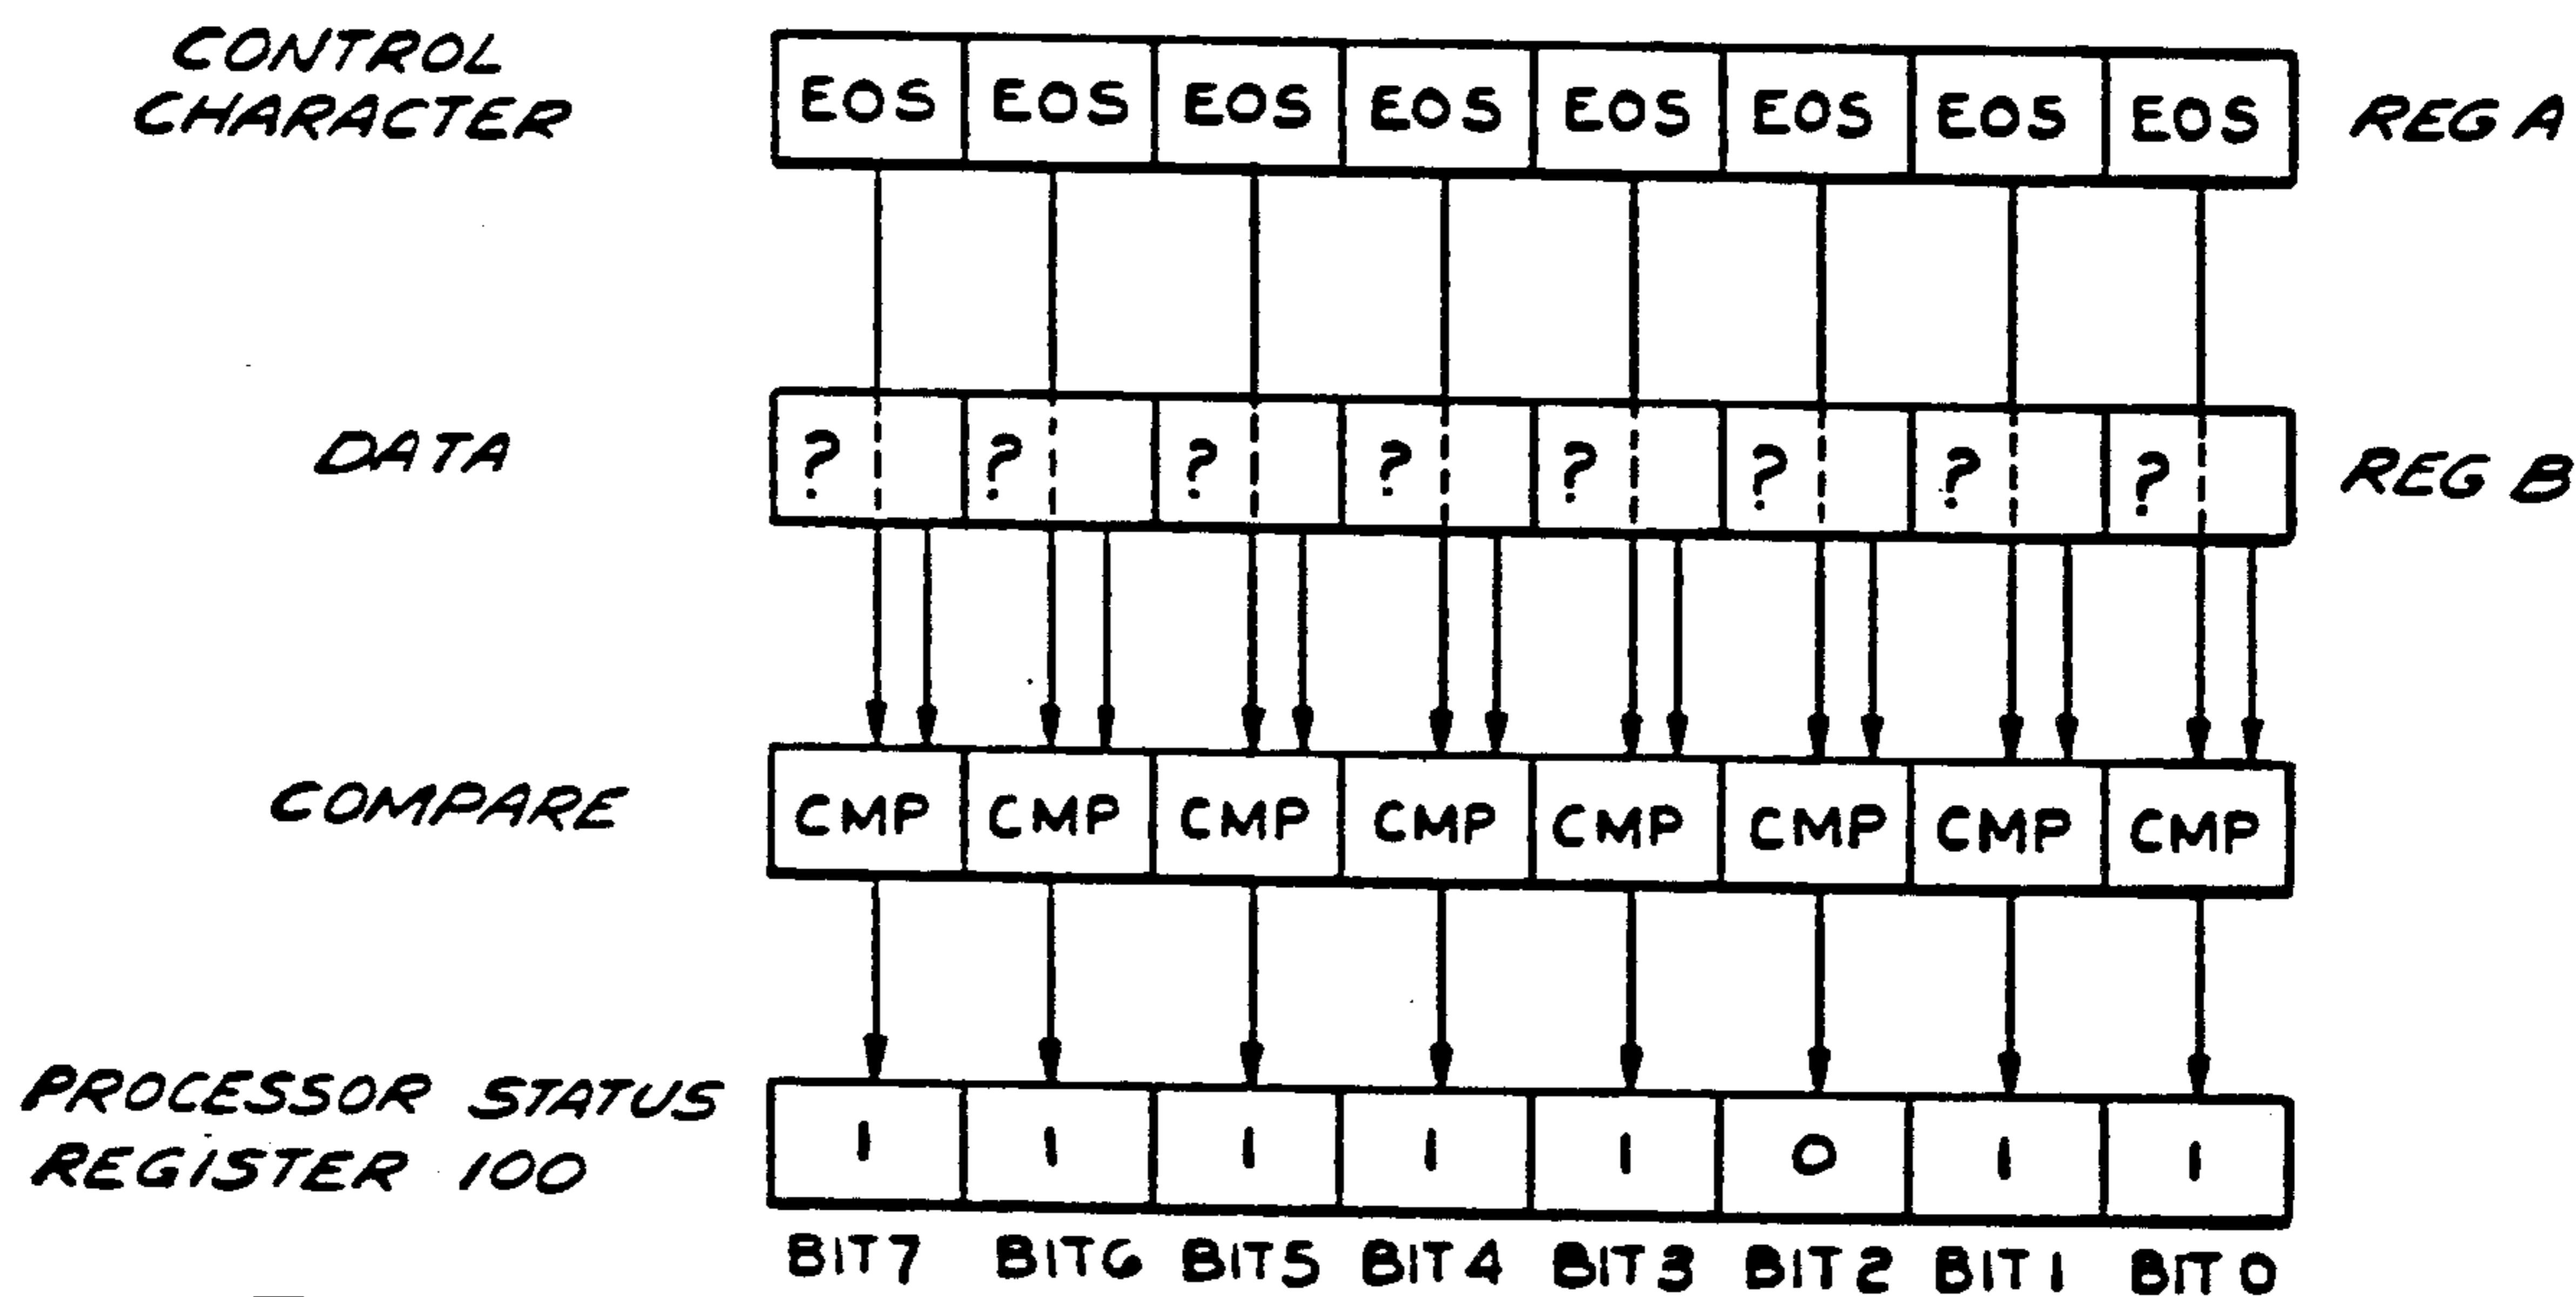 CONTROL
CHARACTER
EOS EOS EOS EOS EOS EOS EOS EOS REG A
DATA
? ? ? ? ? ? ? ? REG B
COMPARE
CMP CMP CMP CMP CMP CMP CMP CMP
PROCESSOR STATUS
REGISTER 100
1 1 1 1 1 0 1 1
BIT7 BIT6 BIT5 BIT4 BIT3 BIT2 BIT1 BIT0